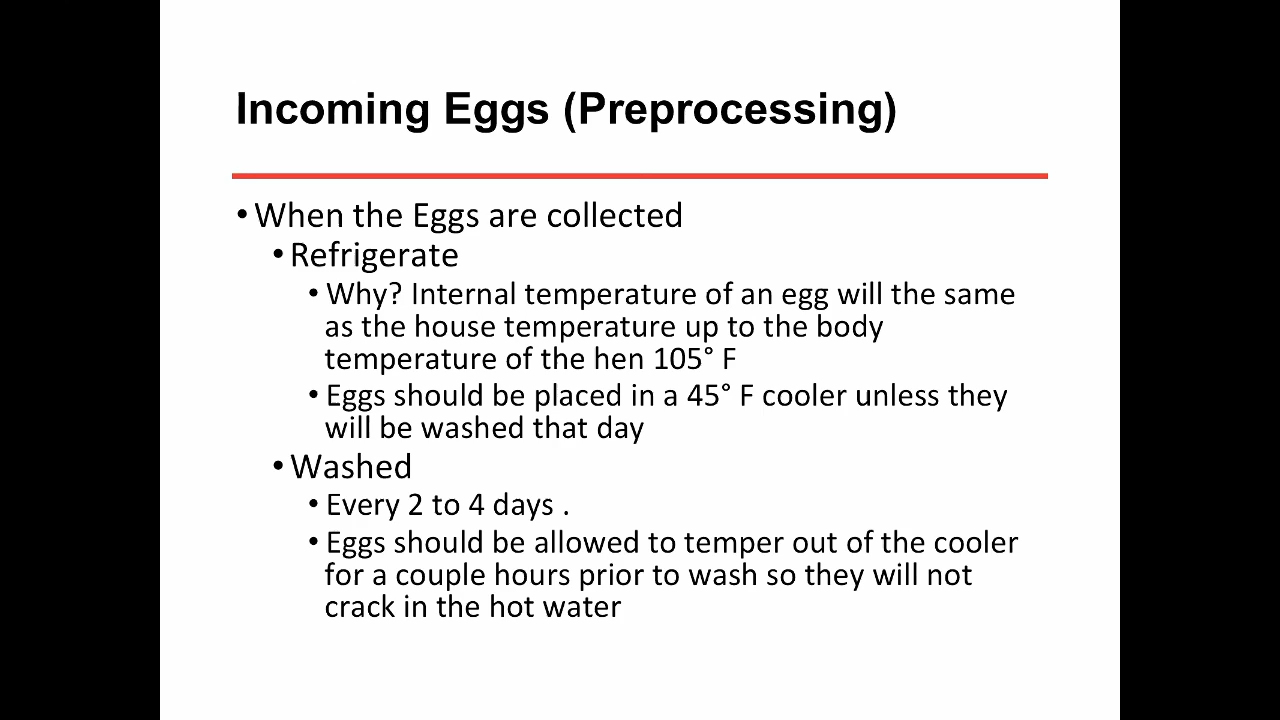 Incoming Eggs (Preprocessing)
• When the Eggs are collected
• Refrigerate
• Why? Internal temperature of an egg will the same
as the house temperature up to the body
temperature of the hen 105° F
• Eggs should be placed in a 45° F cooler unless they
will be washed that day
• Washed
• Every 2 to 4 days .
• Eggs should be allowed to temper out of the cooler
for a couple hours prior to wash so they will not
crack in the hot water